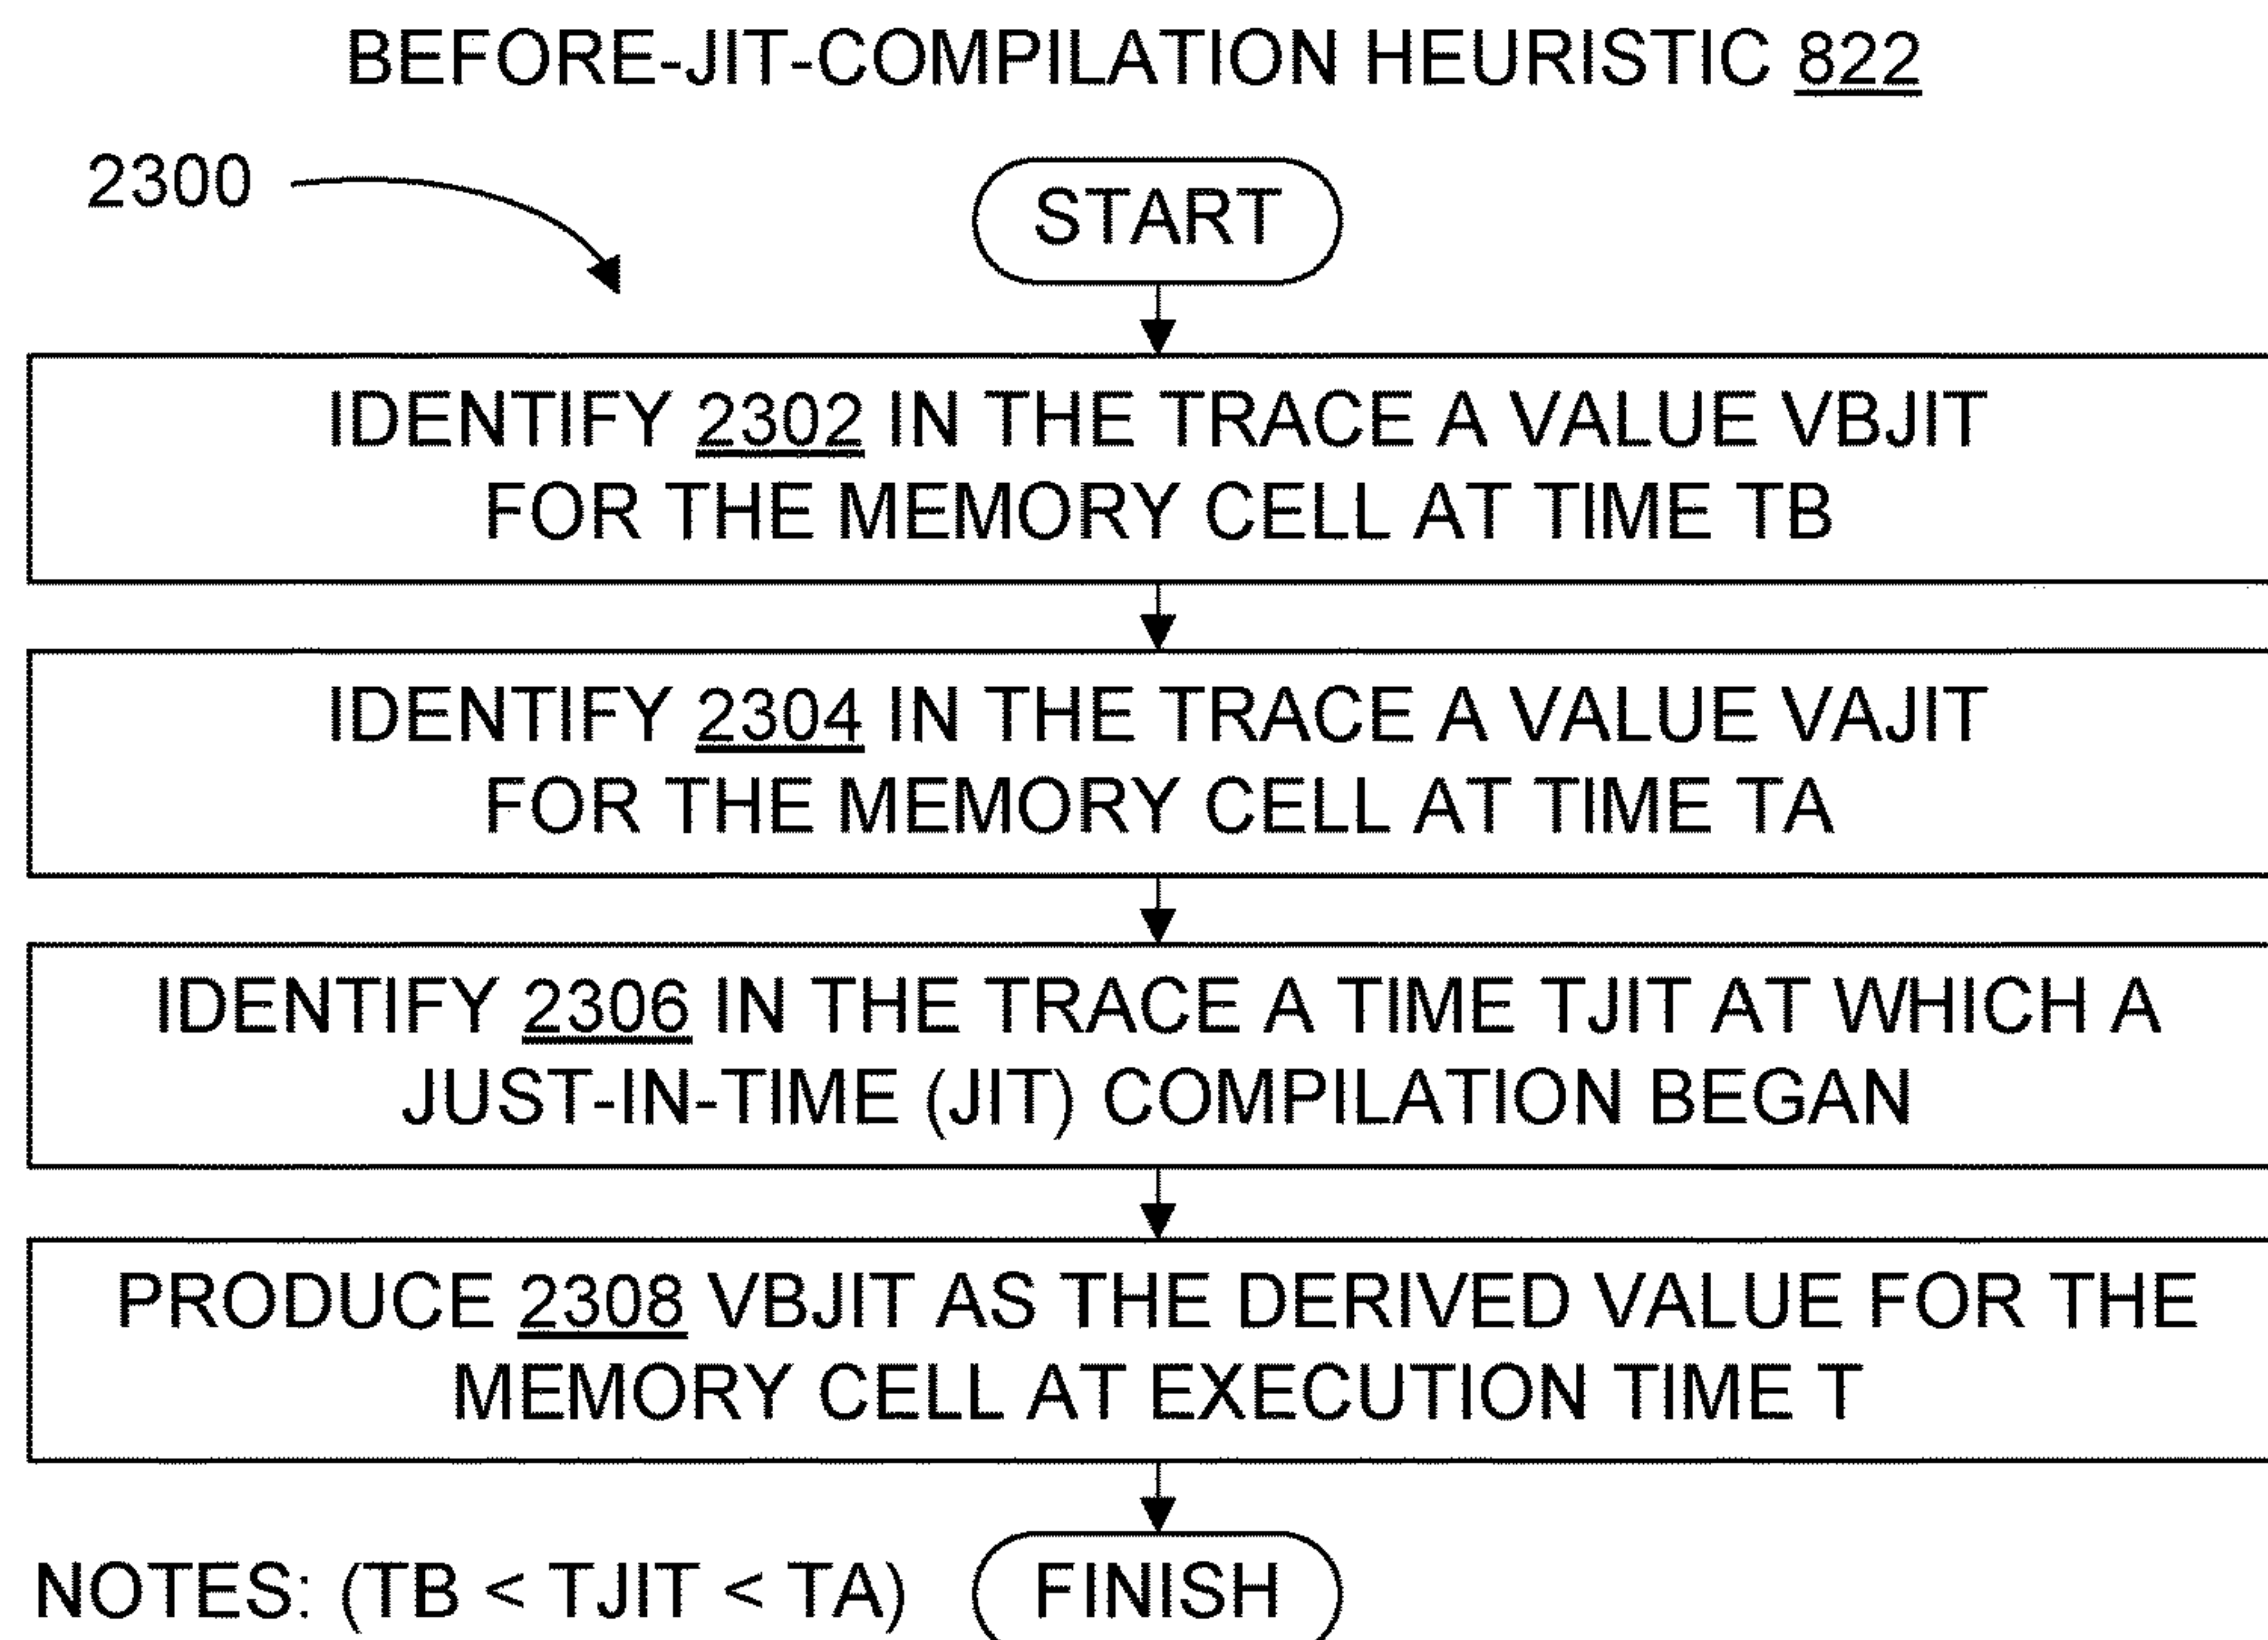 BEFORE-JIT-COMPILATION HEURISTIC 822
2300
START
IDENTIFY 2302 IN THE TRACE A VALUE VBJIT
FOR THE MEMORY CELL AT TIME TB
IDENTIFY 2304 IN THE TRACE A VALUE VAJIT
FOR THE MEMORY CELL AT TIME TA
IDENTIFY 2306 IN THE TRACE A TIME TJIT AT WHICH A
JUST-IN-TIME (JIT) COMPILATION BEGAN
PRODUCE 2308 VBJIT AS THE DERIVED VALUE FOR THE
MEMORY CELL AT EXECUTION TIME T
NOTES: (TB < TJIT < TA)
FINISH